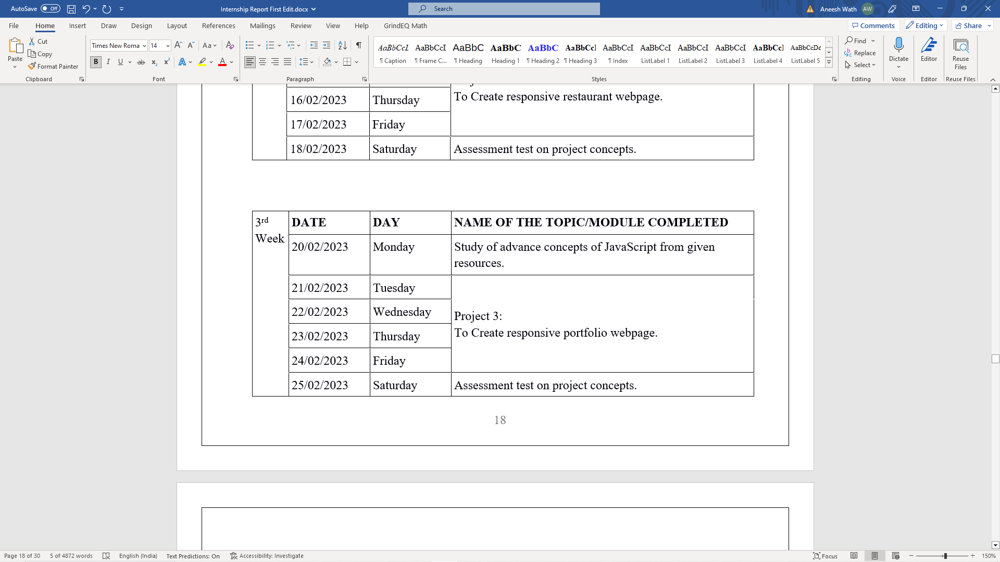 AutoSave Off Internship Report First Edit.docx Search Aneesh Wath AW
File Home Insert Draw Design Layout References Mailings Review View Help GrindEQ Math Comments Editing Share
Paste Cut Copy Format Painter
Clipboard
Times New Roma 14 Aa
B I U ab x₂ x² A A
Font
Paragraph
AaBbCcI AaBbCcI AaBbC AaBbC AaBbC AaBbCcI AaBbCcI AaBbCcI AaBbCcI AaBbCcI AaBbCcI AaBbCcDd
¶ Caption ¶ Frame C... ¶ Heading Heading 1 ¶ Heading 2 ¶ Heading 3 ¶ Index ListLabel 1 ListLabel 2 ListLabel 3 ListLabel 4 ListLabel 5
Styles
Find
Replace
Select
Editing
Dictate
Voice
Editor
Editor
Reuse
Files
Reuse Files
To Create responsive restaurant webpage.
16/02/2023 Thursday
17/02/2023 Friday
18/02/2023 Saturday Assessment test on project concepts.
3rd
Week
DATE DAY NAME OF THE TOPIC/MODULE COMPLETED
20/02/2023 Monday Study of advance concepts of JavaScript from given
resources.
21/02/2023 Tuesday
22/02/2023 Wednesday
23/02/2023 Thursday
24/02/2023 Friday
Project 3:
To Create responsive portfolio webpage.
25/02/2023 Saturday Assessment test on project concepts.
18
Page 18 of 30 5 of 4872 words English (India) Text Predictions: On Accessibility: Investigate Focus 150%